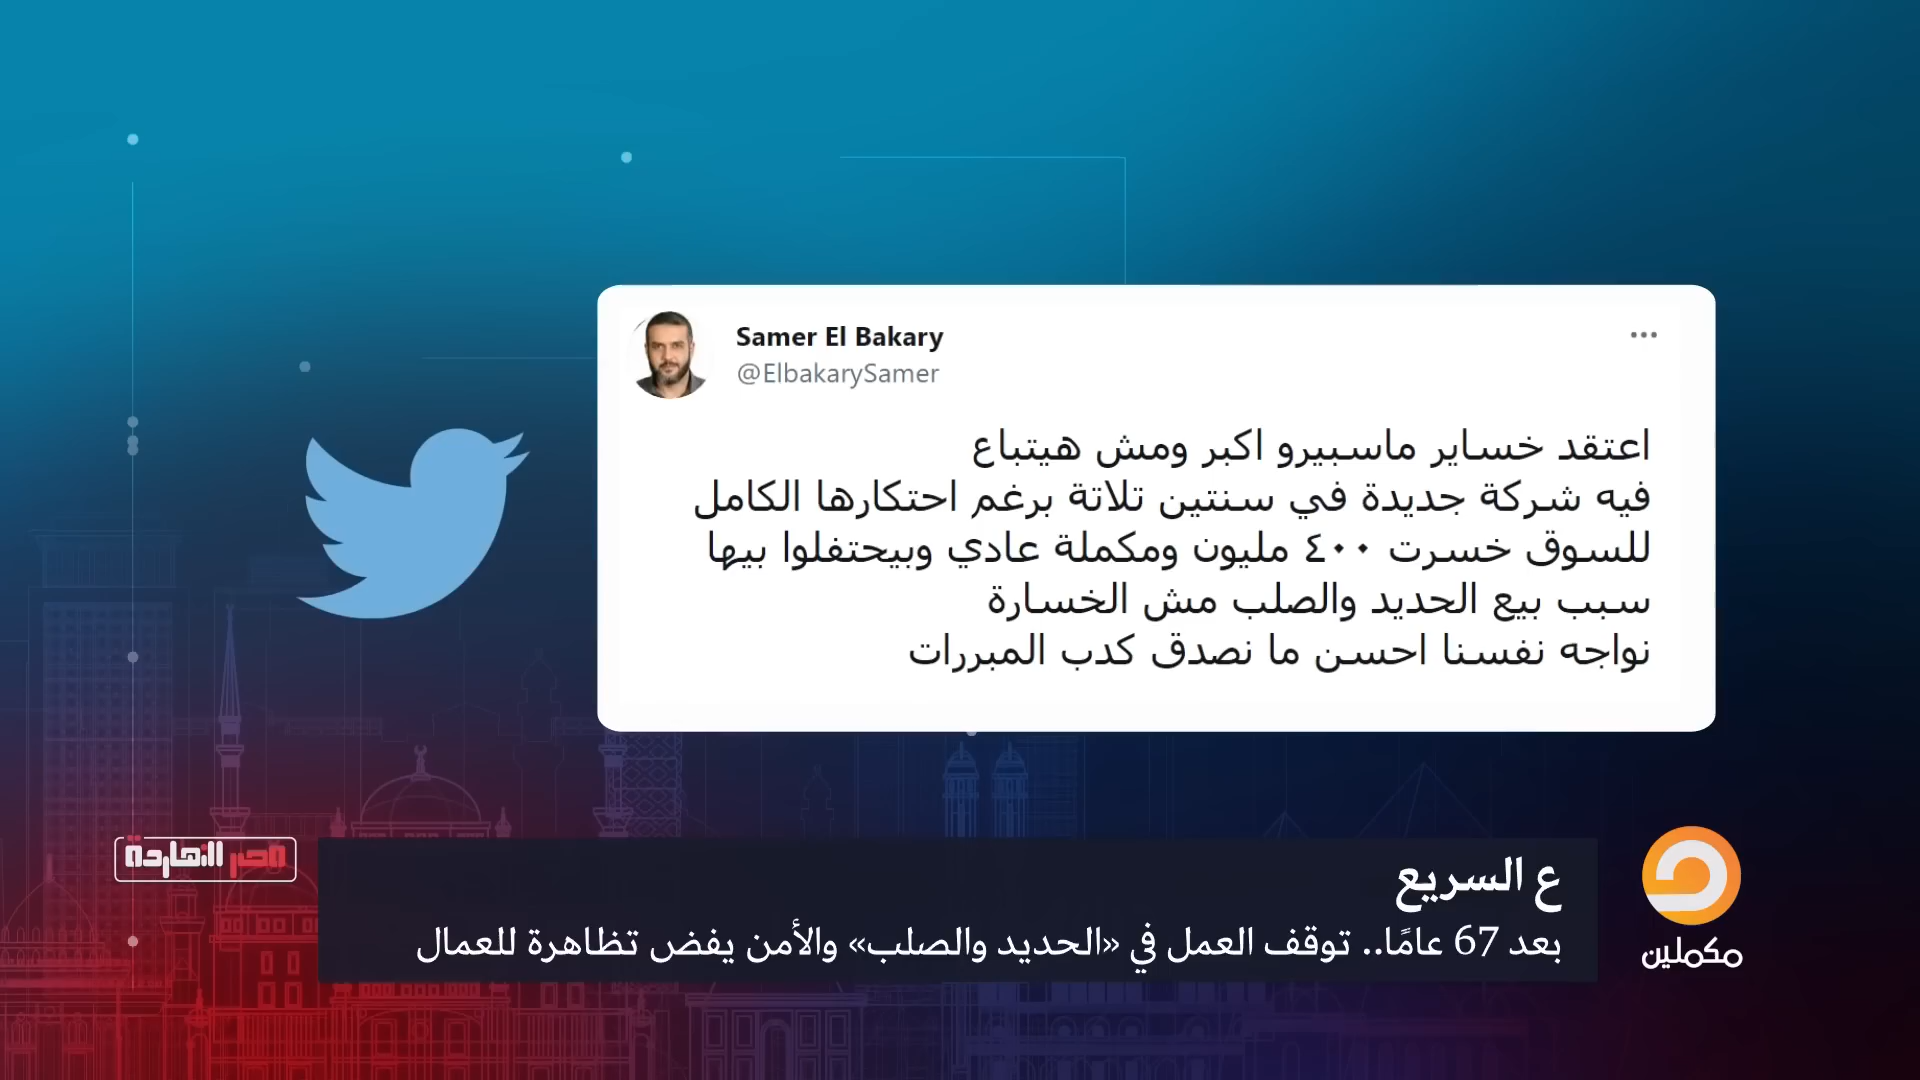 Samer El Bakary
@ElbakarySamer
اعتقد خساير ماسبيرو اكبر ومش هيتباع
فيه شركة جديدة في سنتين تلاتة برغم احتكارها الكامل
للسوق خسرت ٤٠٠ مليون ومكملة عادي وبيحتفلوا بيها
سبب بيع الحديد والصلب مش الخسارة
نواجه نفسنا احسن ما نصدق كدب المبررات
ع السريع
بعد 67 عامًا.. توقف العمل في «الحديد والصلب» والأمن يفض تظاهرة للعمال
مصر النهاردة
مكملين